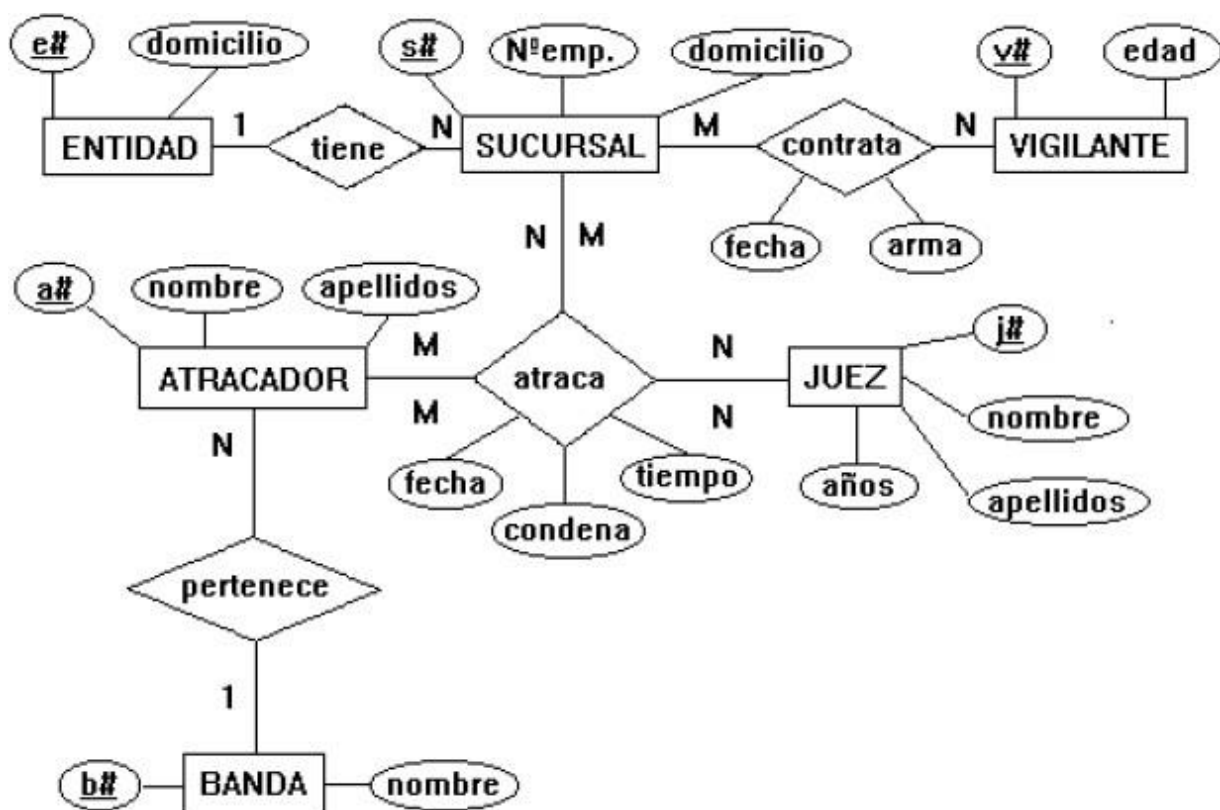 e#
domicilio
s#
Nºemp.
domicilio
v#
edad
ENTIDAD
1
tiene
N
SUCURSAL
M
contrata
N
VIGILANTE
fecha
arma
N M
a#
nombre
apellidos
ATRACADOR
M
M
atraca
N
N
JUEZ
j#
nombre
apellidos
años
fecha
condena
tiempo
N
pertenece
1
b#
BANDA
nombre